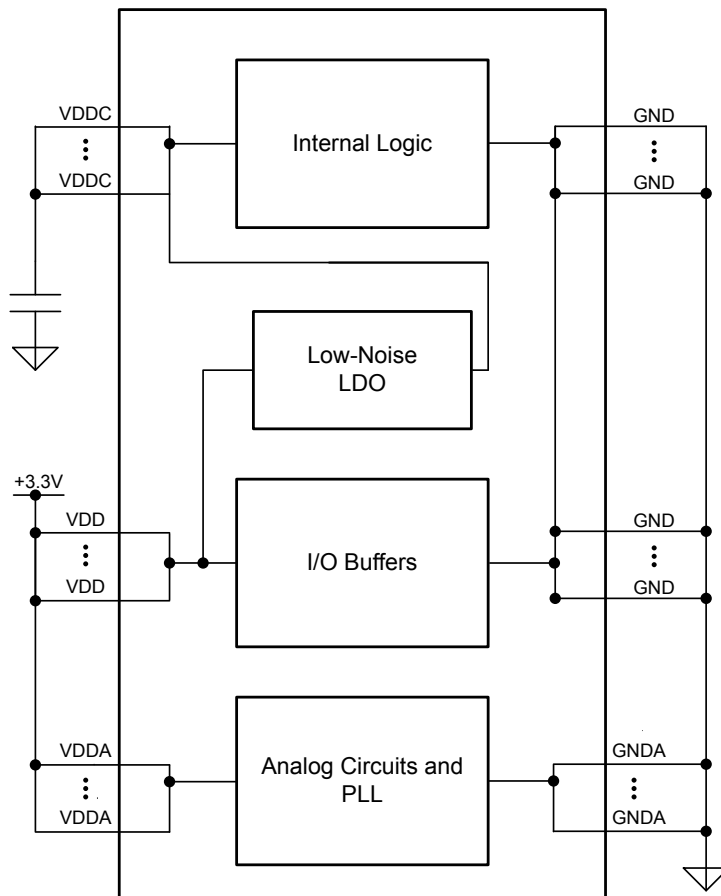 VDDC
GND
Internal Logic
VDDC
GND
Low-Noise
LDO
+3.3V
VDD
GND
I/O Buffers
VDD
GND
VDDA
GNDA
Analog Circuits and
PLL
VDDA
GNDA